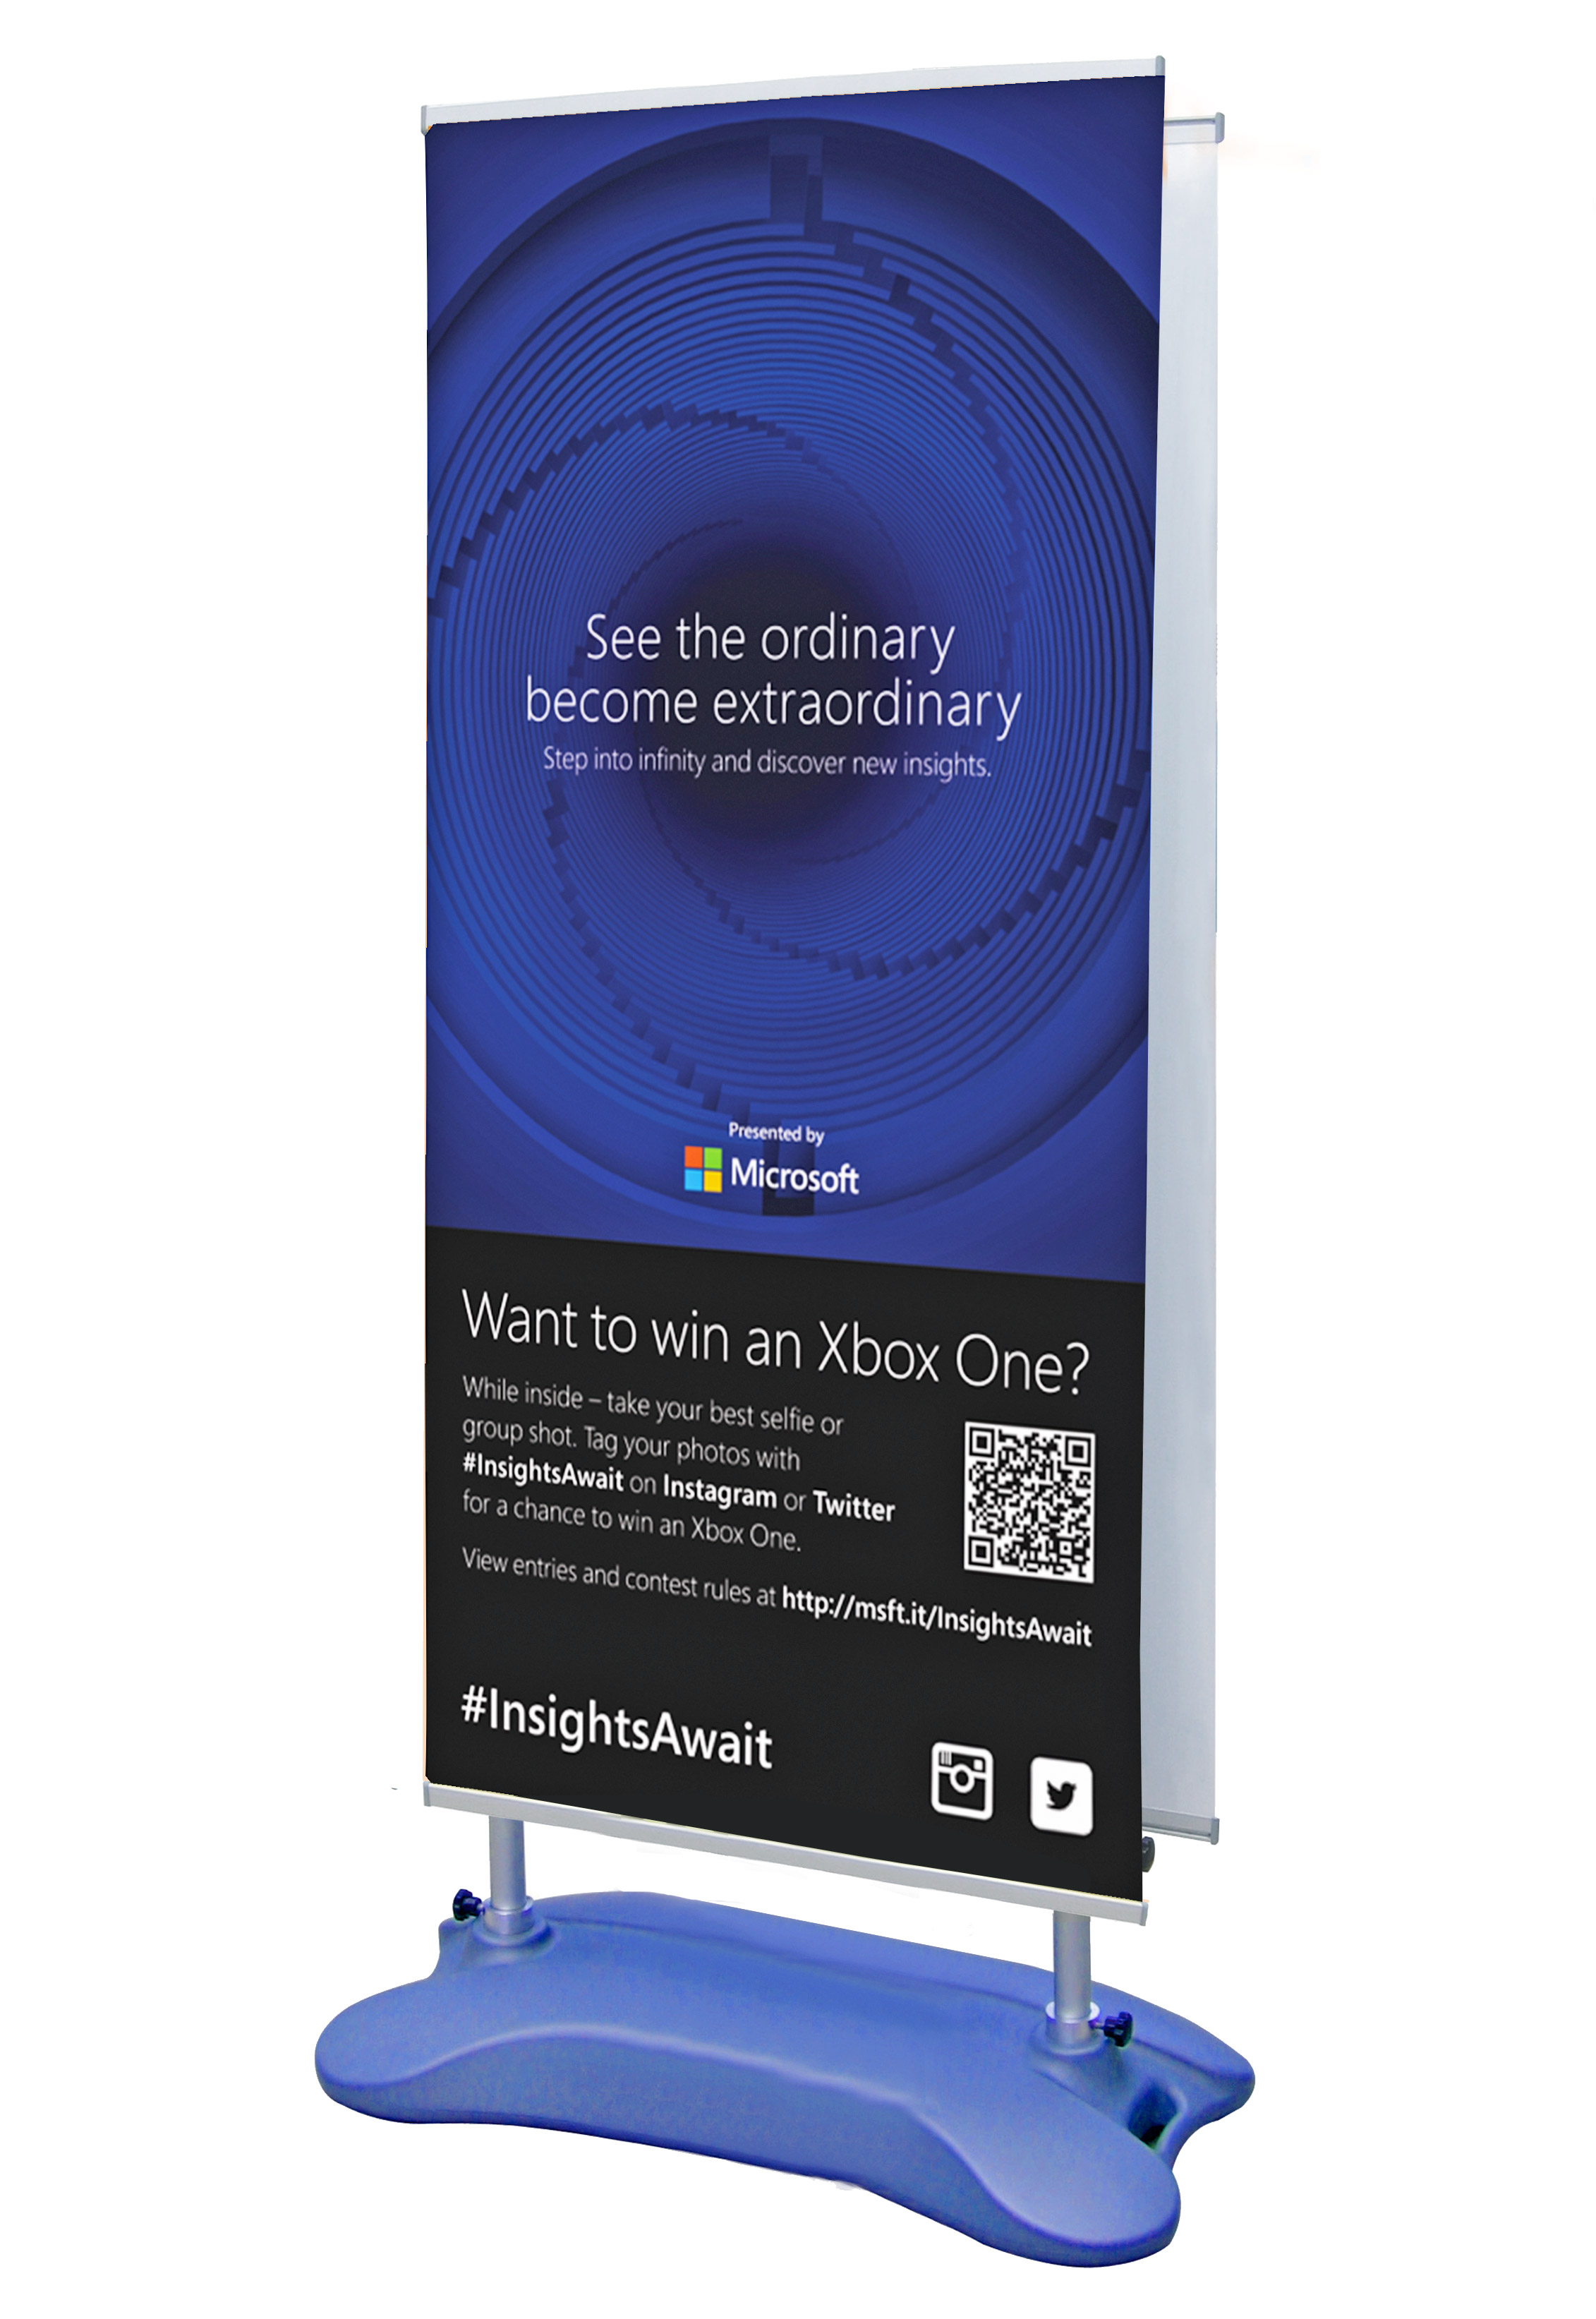 See the ordinary
become extraordinary
Step into infinity and discover new insights.
Presented by
Microsoft
Want to win an Xbox One?
While inside – take your best selfie or
group shot. Tag your photos with
#InsightsAwait on Instagram or Twitter
for a chance to win an Xbox One.
View entries and contest rules at http://msft.it/InsightsAwait
#InsightsAwait